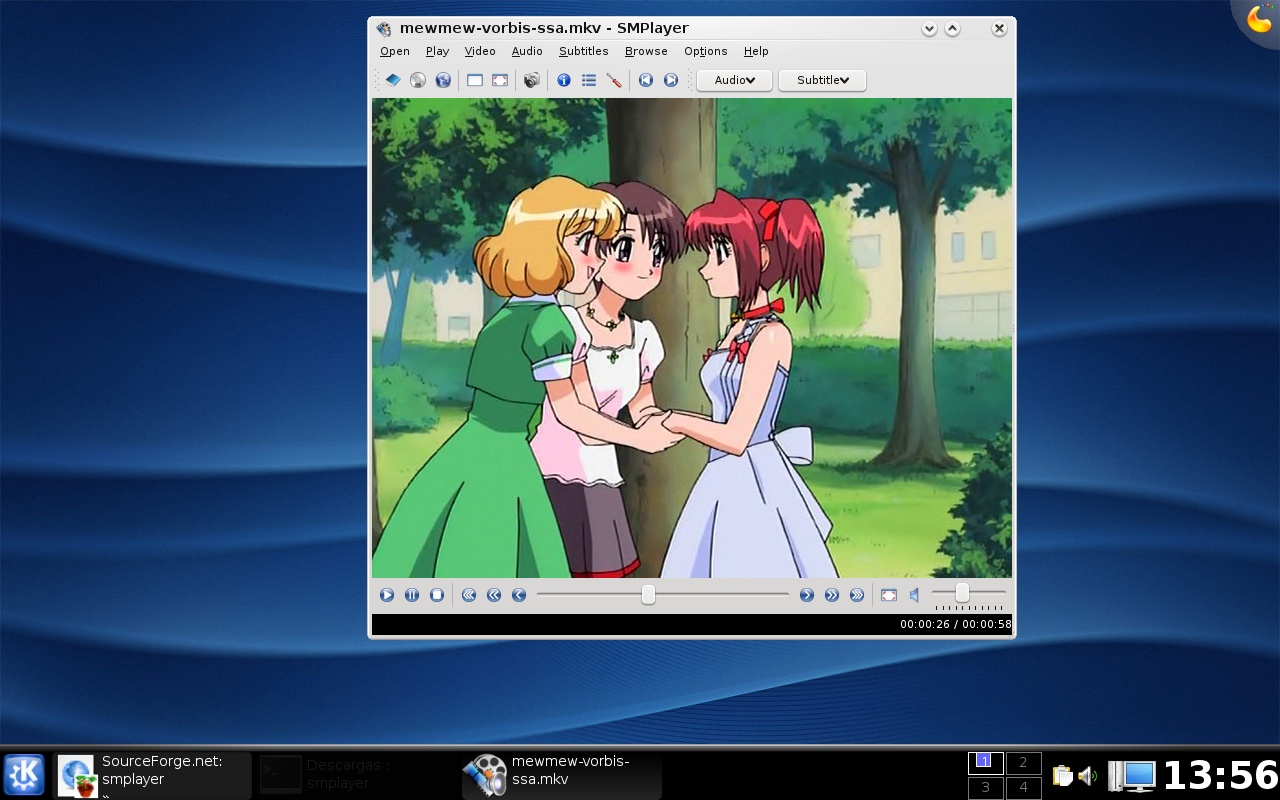 mewmew-vorbis-ssa.mkv - SMPlayer
Open Play Video Audio Subtitles Browse Options Help
Audio Subtitle
00:00:26 / 00:00:58
SourceForge.net:
smplayer
»
Descargas :
smplayer
mewmew-vorbis-
ssa.mkv
1 2
3 4
13:56